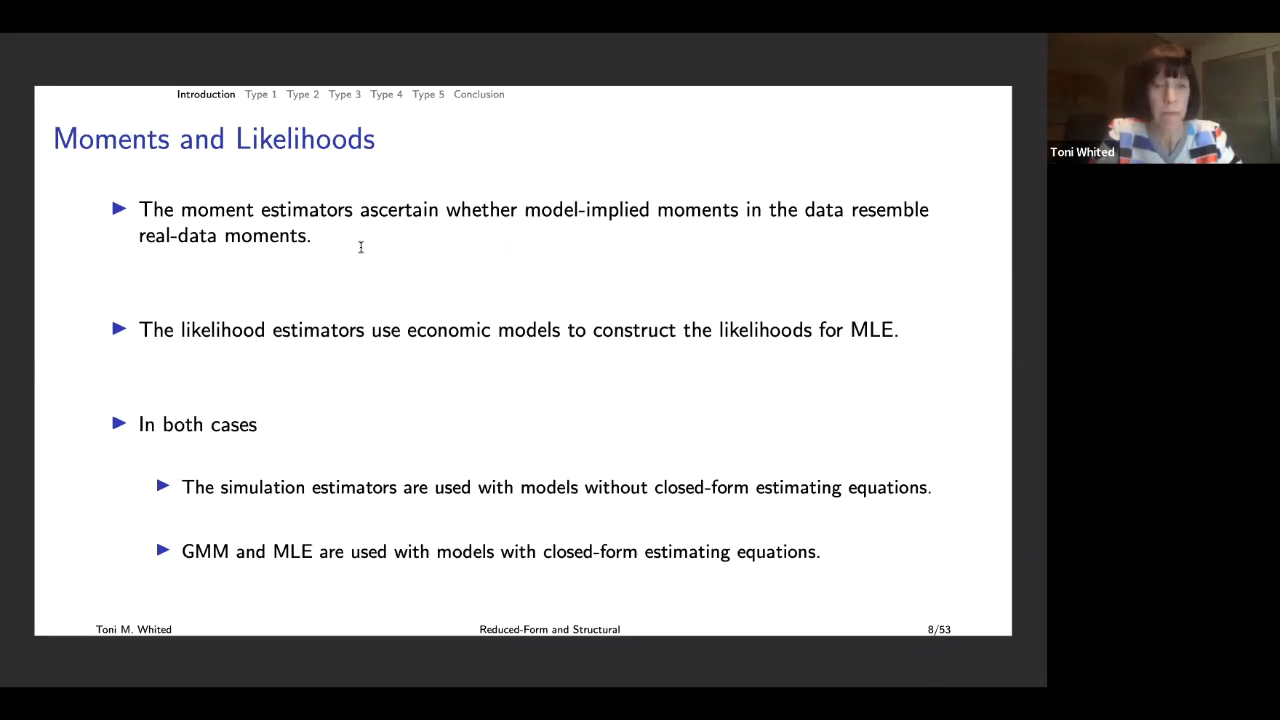 Introduction Type 1 Type 2 Type 3 Type 4 Type 5 Conclusion
Moments and Likelihoods
The moment estimators ascertain whether model-implied moments in the data resemble
real-data moments.
The likelihood estimators use economic models to construct the likelihoods for MLE.
In both cases
The simulation estimators are used with models without closed-form estimating equations.
GMM and MLE are used with models with closed-form estimating equations.
Toni M. Whited Reduced-Form and Structural 8/53
Toni Whited